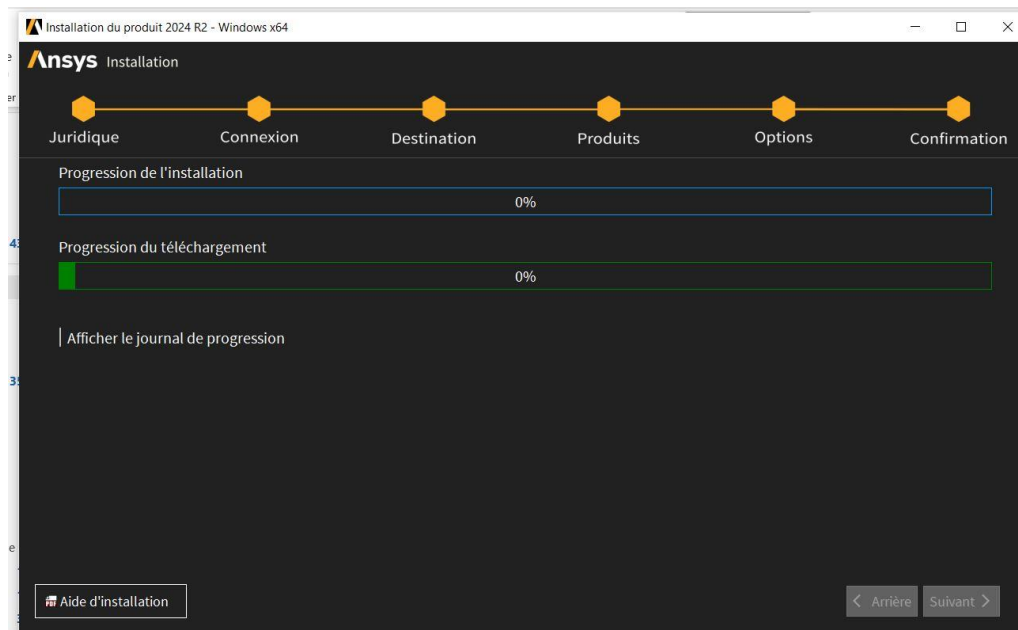 Installation du produit 2024 R2 - Windows x64
Ansys Installation
Juridique Connexion Destination Produits Options Confirmation
Progression de l'installation
0%
Progression du téléchargement
0%
Afficher le journal de progression
Aide d'installation
Arrière Suivant